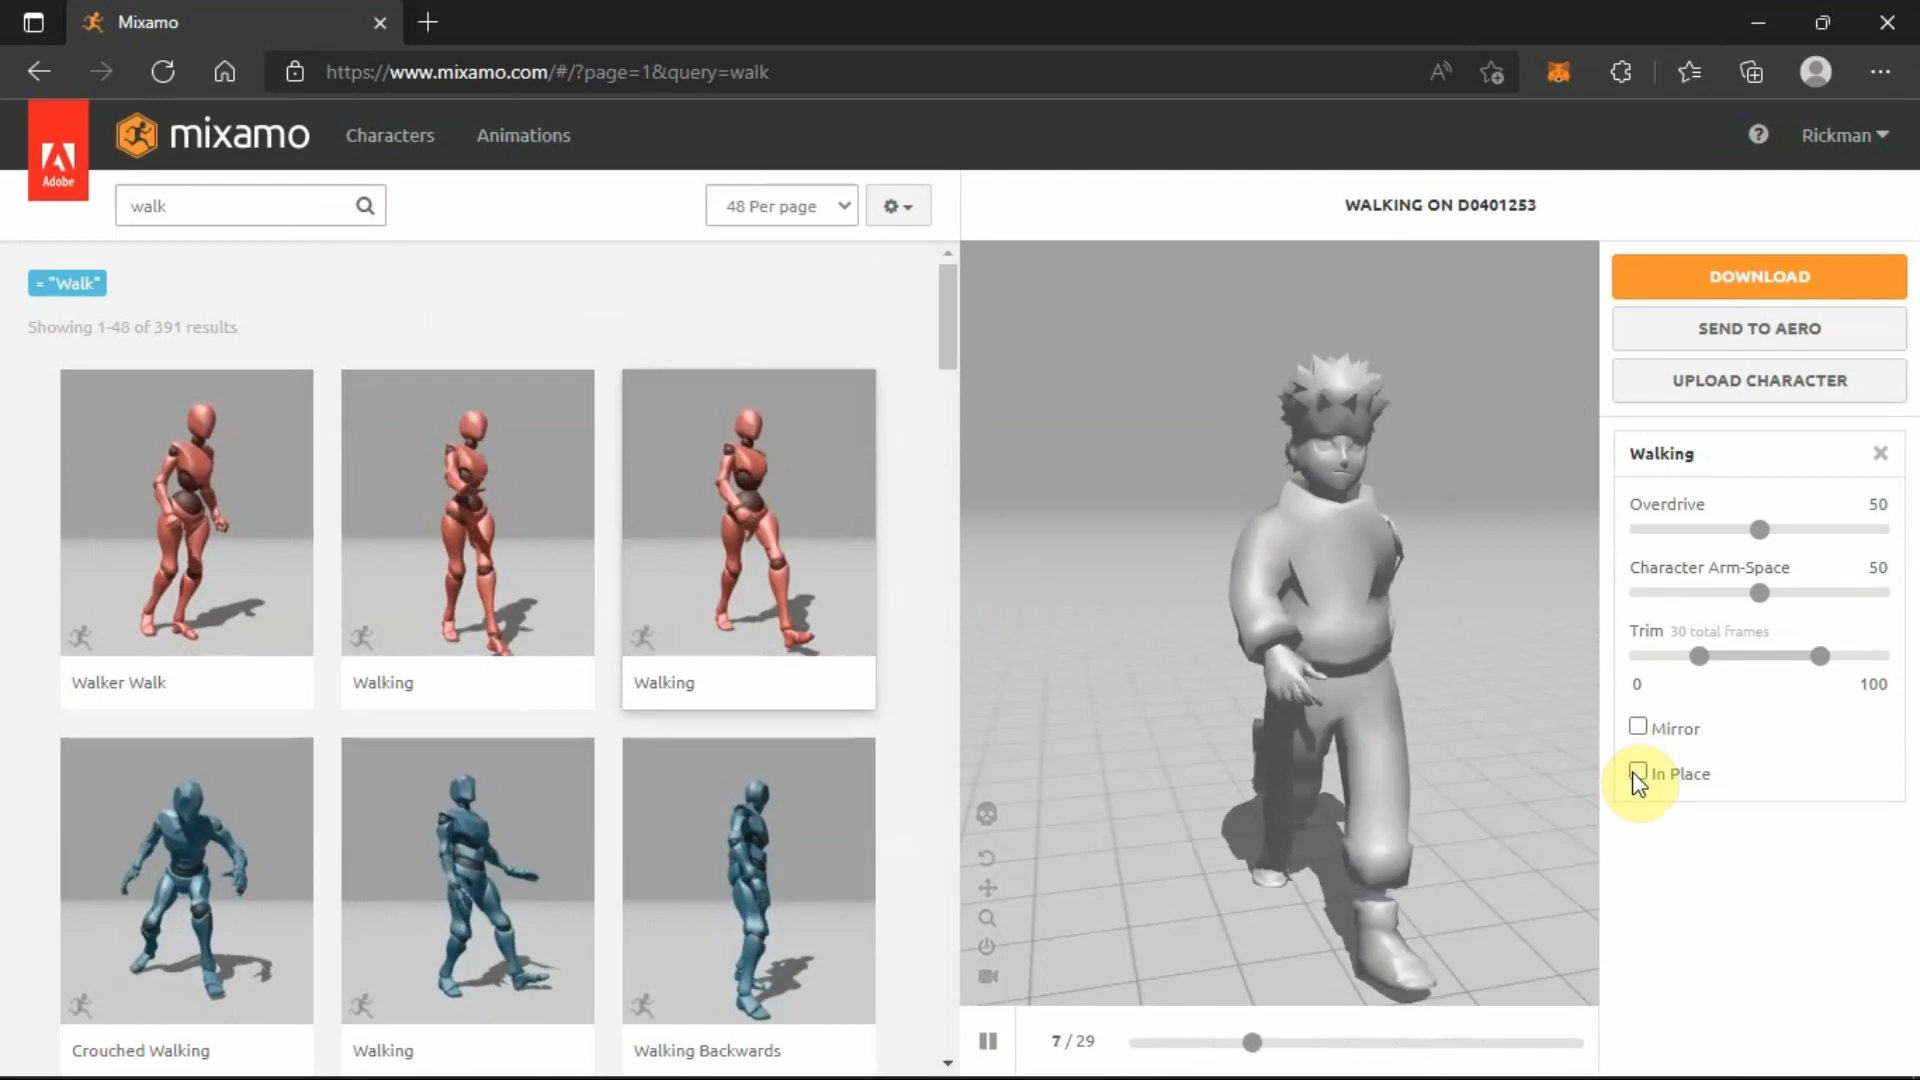 Mixamo
https://www.mixamo.com/#/?page=1&query=walk
Adobe
mixamo
Characters
Animations
Rickman
walk
48 Per page
WALKING ON D0401253
× "Walk"
Showing 1-48 of 391 results
Walker Walk
Walking
Walking
Crouched Walking
Walking
Walking Backwards
7 / 29
DOWNLOAD
SEND TO AERO
UPLOAD CHARACTER
Walking
Overdrive 50
Character Arm-Space 50
Trim 30 total frames
0 100
Mirror
In Place